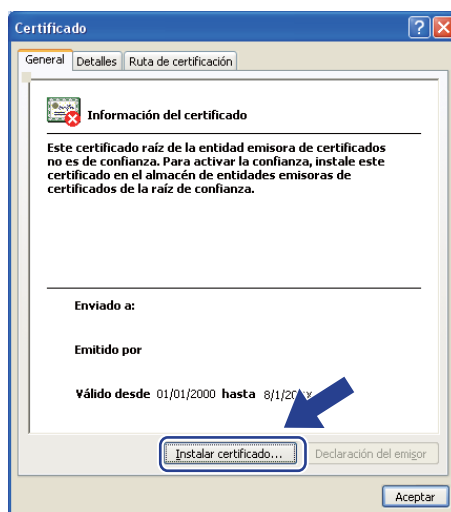 Certificado
General Detalles Ruta de certificación
Información del certificado
Este certificado raíz de la entidad emisora de certificados
no es de confianza. Para activar la confianza, instale este
certificado en el almacén de entidades emisoras de
certificados de la raíz de confianza.
Enviado a:
Emitido por
Válido desde 01/01/2000 hasta 8/1/20
Instalar certificado... Declaración del emisor
Aceptar